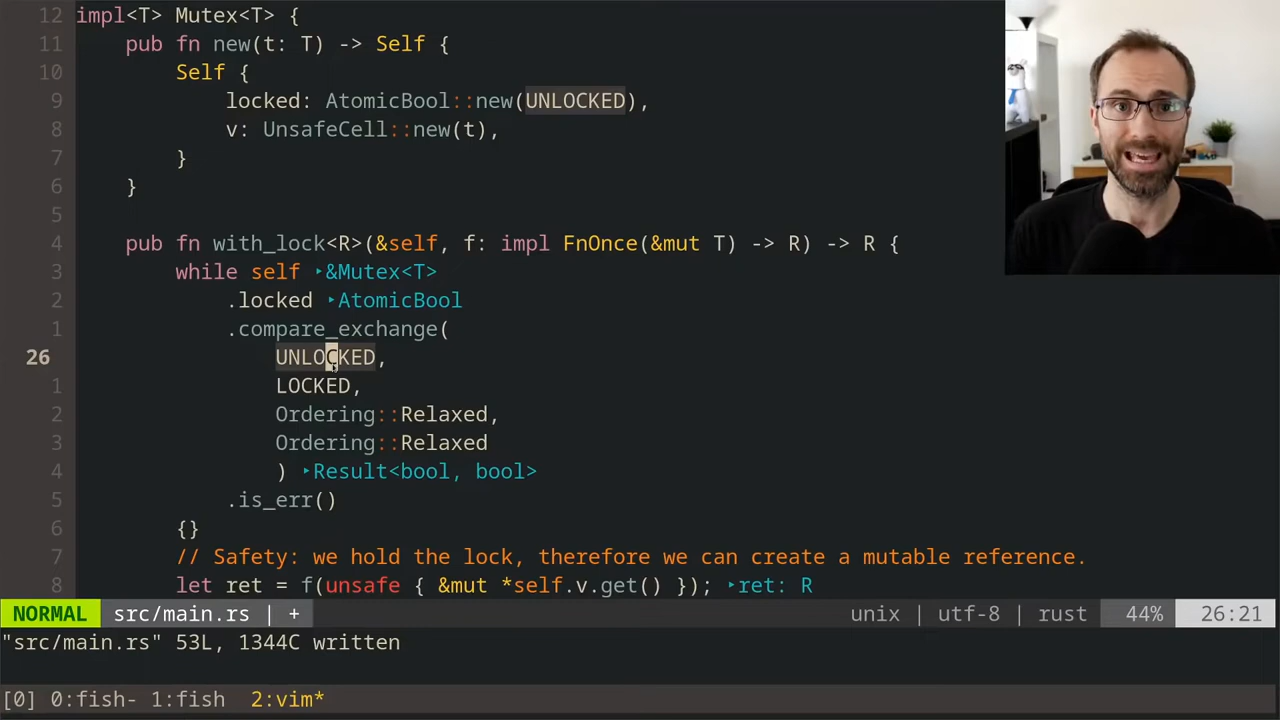 12 impl<T> Mutex<T> {
11     pub fn new(t: T) -> Self {
10         Self {
9             locked: AtomicBool::new(UNLOCKED),
8             v: UnsafeCell::new(t),
7         }
6     }
5
4     pub fn with_lock<R>(&self, f: impl FnOnce(&mut T) -> R) -> R {
3         while self ‣&Mutex<T>
2             .locked ‣AtomicBool
1             .compare_exchange(
26                 UNLOCKED,
1                 LOCKED,
2                 Ordering::Relaxed,
3                 Ordering::Relaxed
4                 ) ‣Result<bool, bool>
5             .is_err()
6         {}
7         // Safety: we hold the lock, therefore we can create a mutable reference.
8         let ret = f(unsafe { &mut *self.v.get() }); ‣ret: R
NORMAL src/main.rs | + unix | utf-8 | rust 44% 26:21
"src/main.rs" 53L, 1344C written
[0] 0:fish- 1:fish 2:vim*